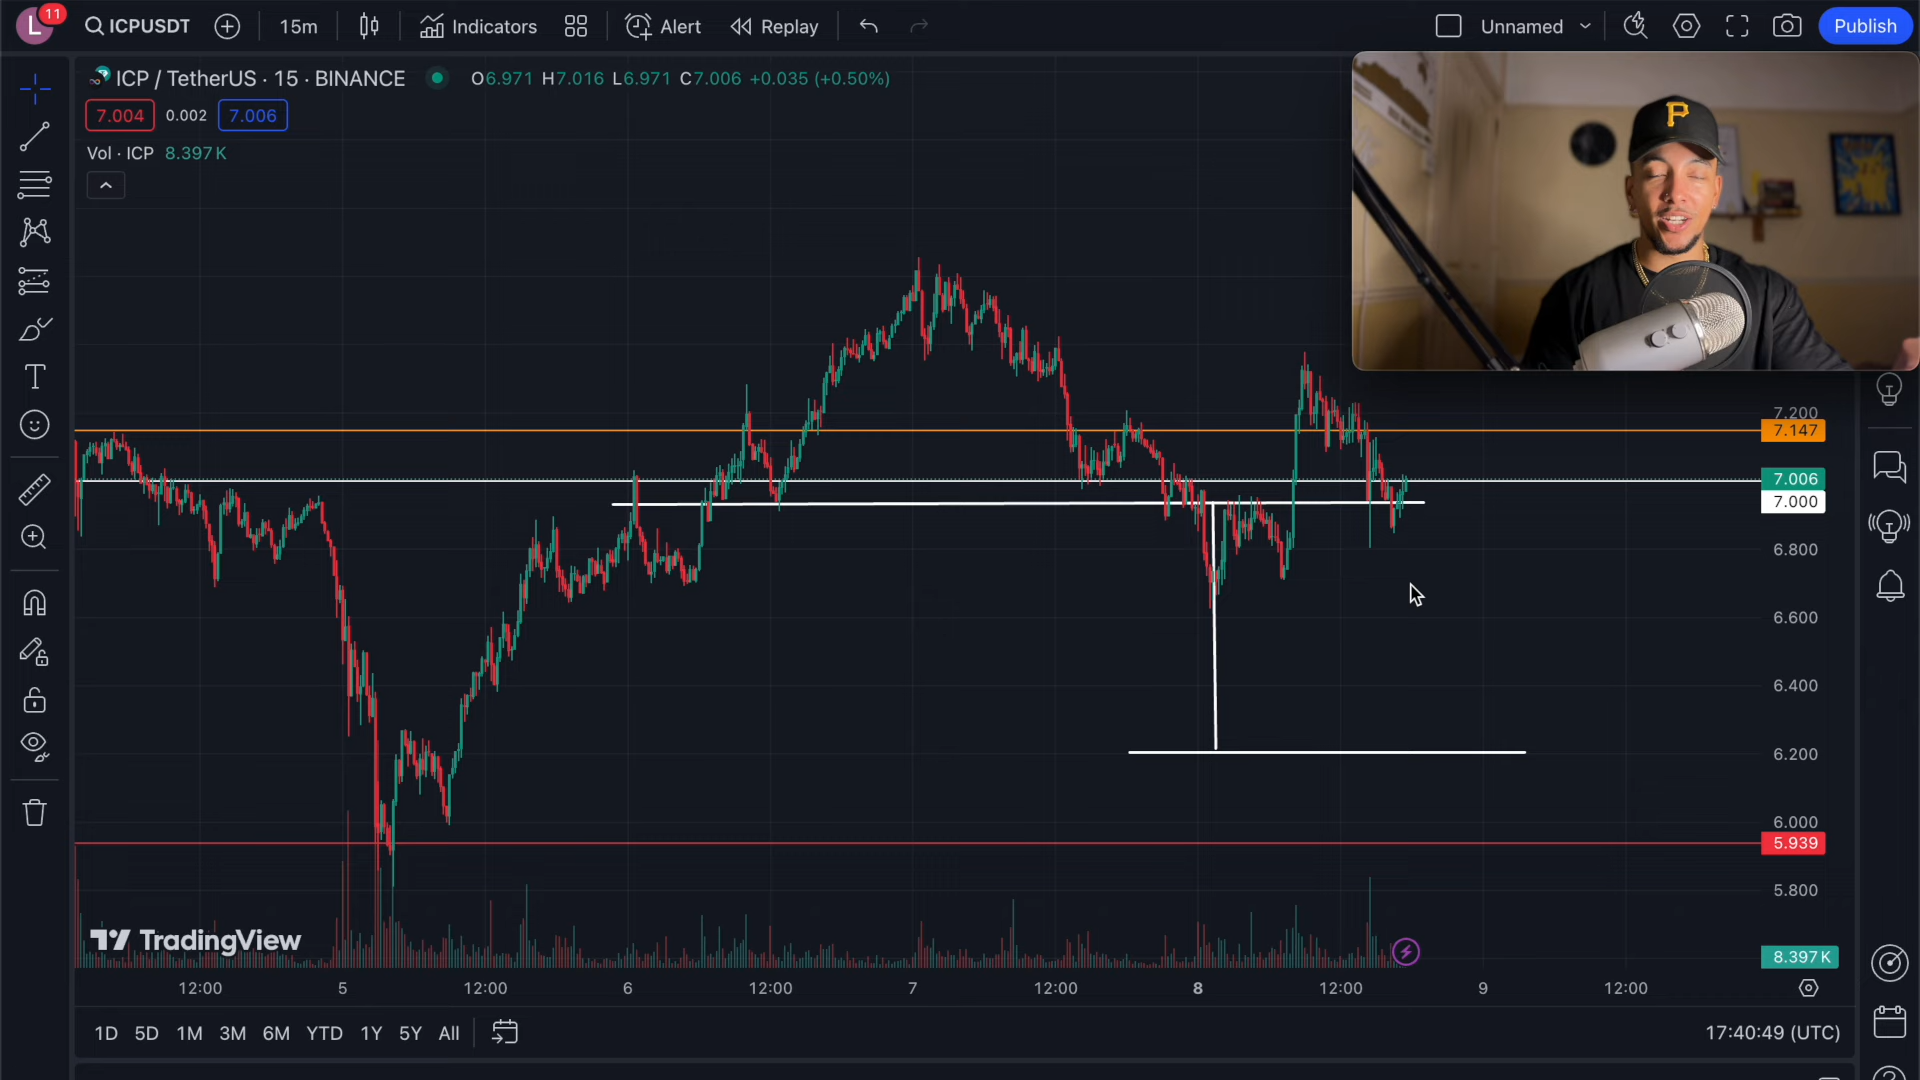 L
11
ICPUSDT
15m
Indicators
Alert
Replay
Unnamed
Publish
ICP / TetherUS · 15 · BINANCE
O6.971 H7.016 L6.971 C7.006 +0.035 (+0.50%)
7.004
0.002
7.006
Vol · ICP 8.397 K
P
7.200
7.147
7.006
7.000
6.800
6.600
6.400
6.200
6.000
5.939
5.800
TradingView
8.397 K
12:00
5
12:00
6
12:00
7
12:00
8
12:00
9
12:00
1D 5D 1M 3M 6M YTD 1Y 5Y All
17:40:49 (UTC)